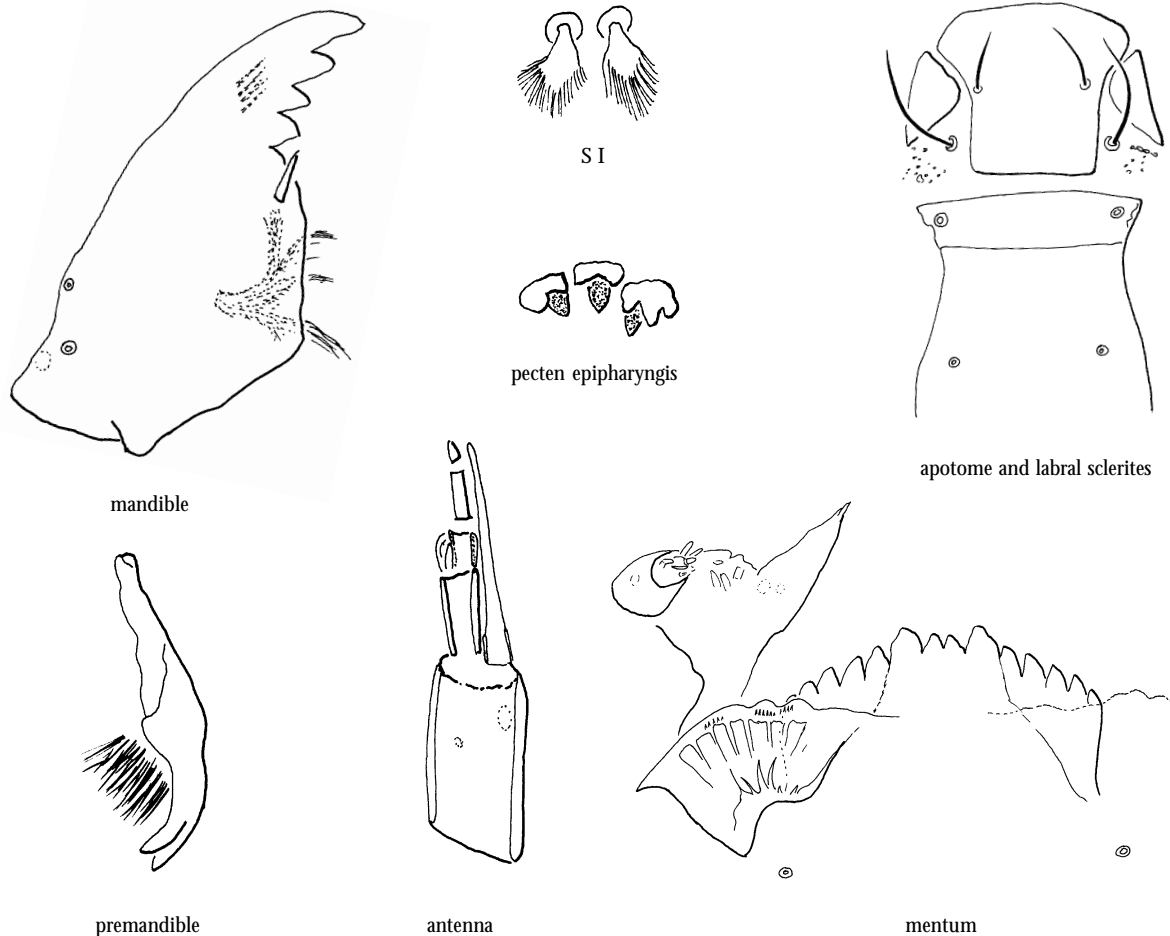 S I
pecten epipharyngis
apotome and labral sclerites
mandible
premandible
antenna
mentum